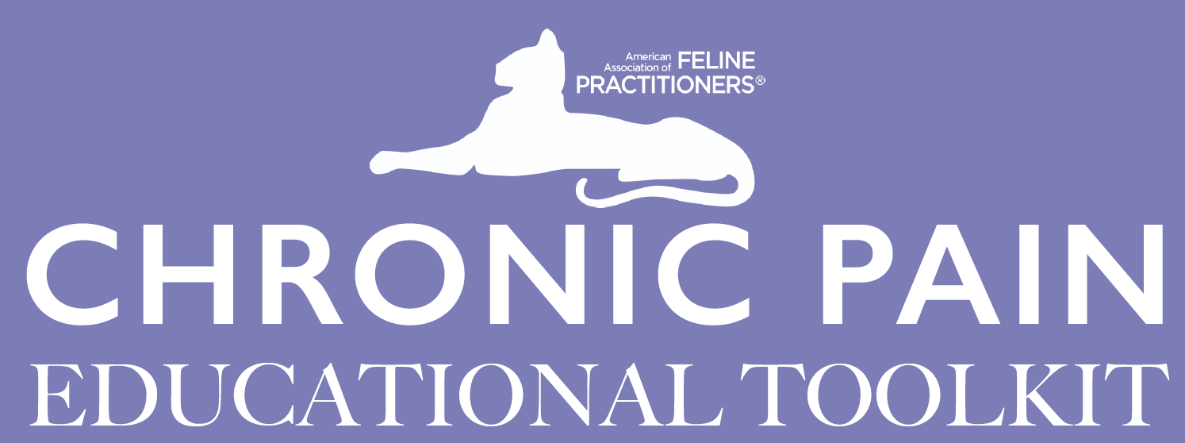 American
Association of FELINE
PRACTITIONERS®
CHRONIC PAIN
EDUCATIONAL TOOLKIT